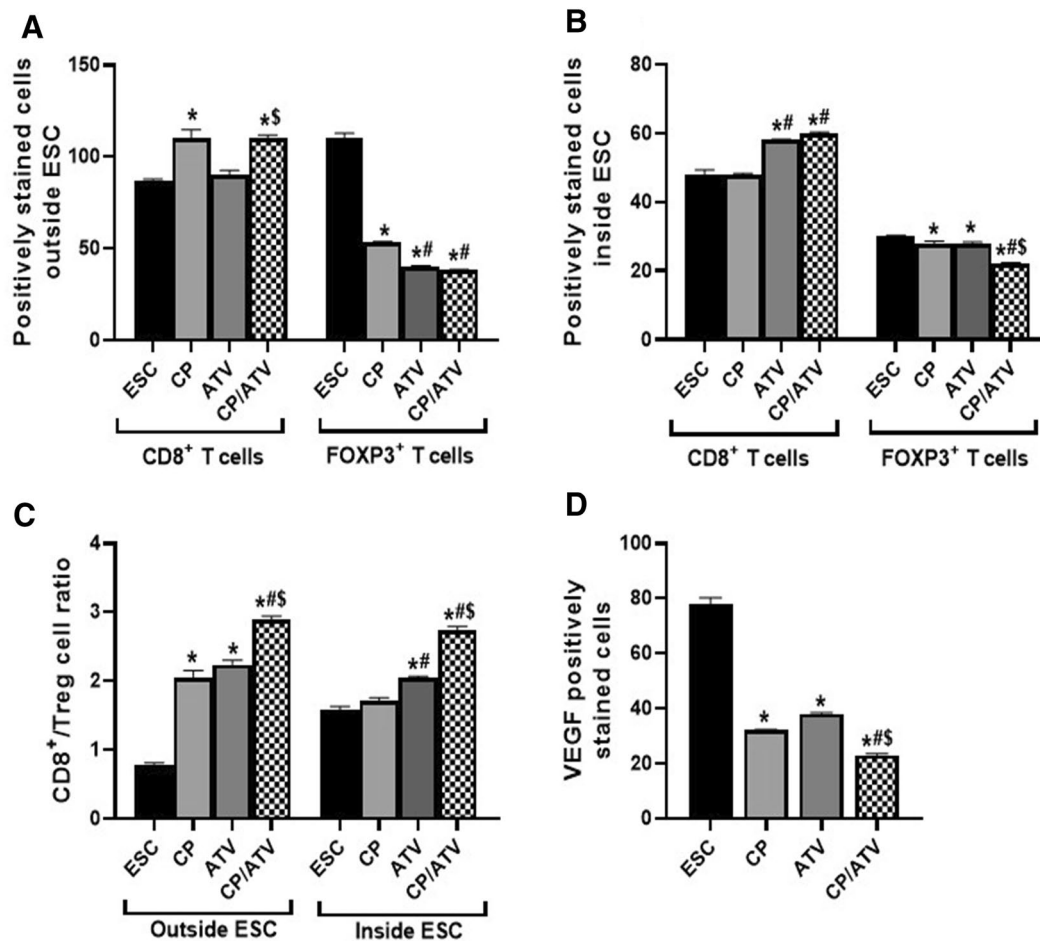 A
Positively stained cells
outside ESC
150
100
50
0
*
*$
*
*#
*#
ESC
CP
ATV
CP/ATV
ESC
CP
ATV
CP/ATV
CD8⁺ T cells
FOXP3⁺ T cells
B
Positively stained cells
inside ESC
80
60
40
20
0
*#
*#
*
*
*#$
ESC
CP
ATV
CP/ATV
ESC
CP
ATV
CP/ATV
CD8⁺ T cells
FOXP3⁺ T cells
C
CD8⁺/Treg cell ratio
4
3
2
1
0
*
*
*#$
*#
*#$
ESC
CP
ATV
CP/ATV
ESC
CP
ATV
CP/ATV
Outside ESC
Inside ESC
D
VEGF positively
stained cells
100
80
60
40
20
0
*
*
*#$
ESC
CP
ATV
CP/ATV